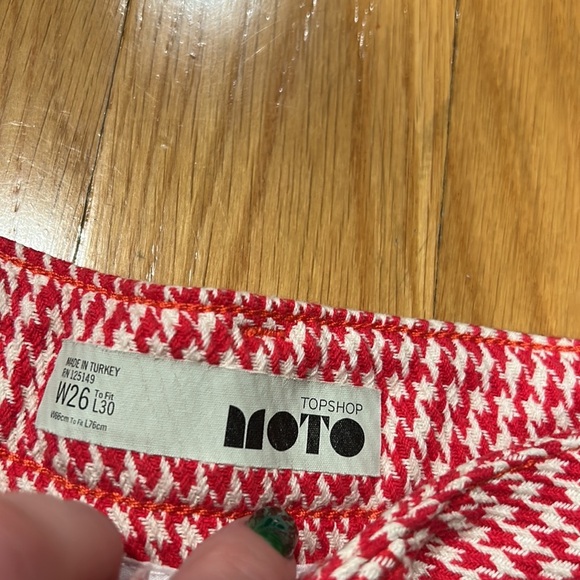 MADE IN TURKEY
RN 125149
W26 To Fit L30
W66cm To Fit L76cm
TOPSHOP
MOTO